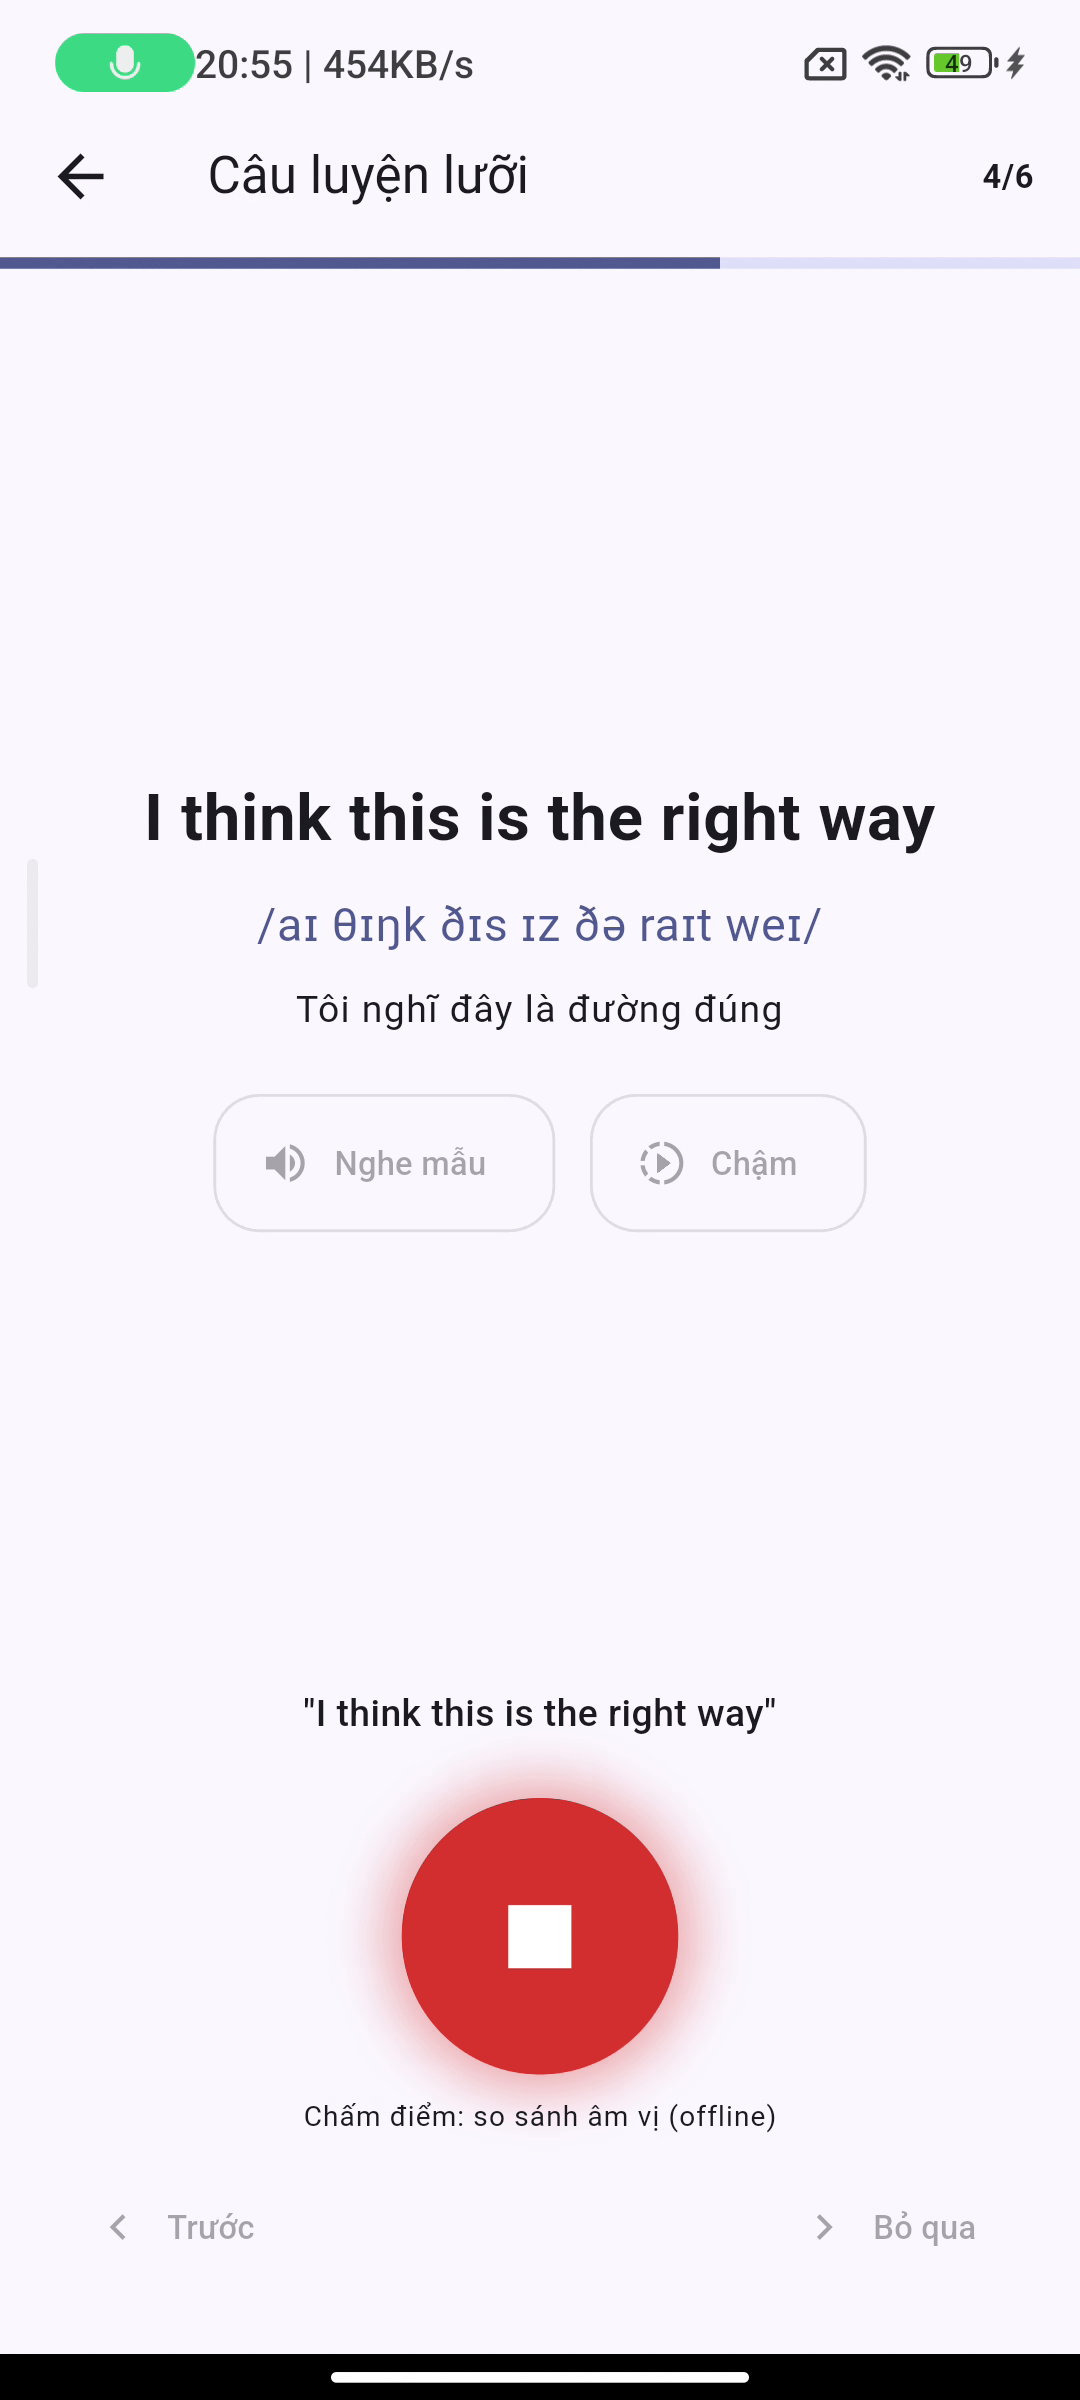 20:55 | 454KB/s 49
Câu luyện lưỡi 4/6
I think this is the right way
/aɪ θɪŋk ðɪs ɪz ðə raɪt weɪ/
Tôi nghĩ đây là đường đúng
Nghe mẫu Chậm
"I think this is the right way"
Chấm điểm: so sánh âm vị (offline)
Trước Bỏ qua